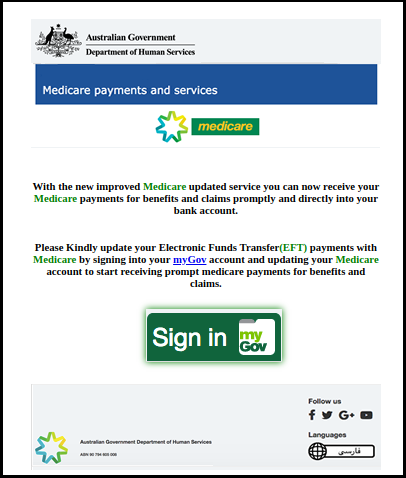 Australian Government
Department of Human Services
Medicare payments and services
medicare
With the new improved Medicare updated service you can now receive your
Medicare payments for benefits and claims promptly and directly into your
bank account.
Please Kindly update your Electronic Funds Transfer(EFT) payments with
Medicare by signing into your myGov account and updating your Medicare
account to start receiving prompt medicare payments for benefits and
claims.
Sign in my
Gov
Follow us
Languages
فارسی
Australian Government Department of Human Services
ABN 90 794 605 008